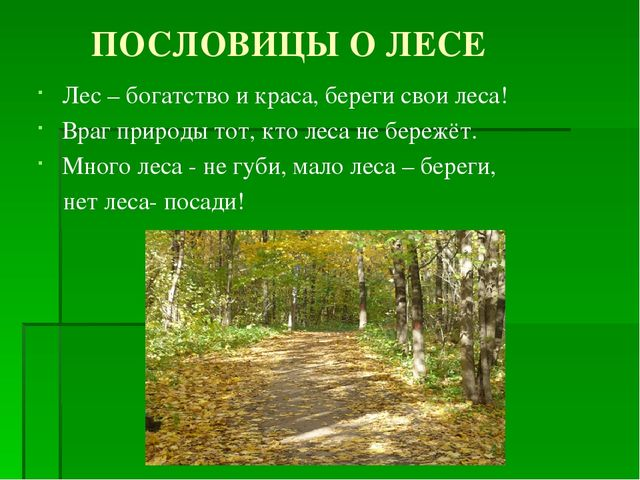 ПОСЛОВИЦЫ О ЛЕСЕ
Лес – богатство и краса, береги свои леса!
Враг природы тот, кто леса не бережёт.
Много леса - не губи, мало леса – береги,
нет леса- посади!